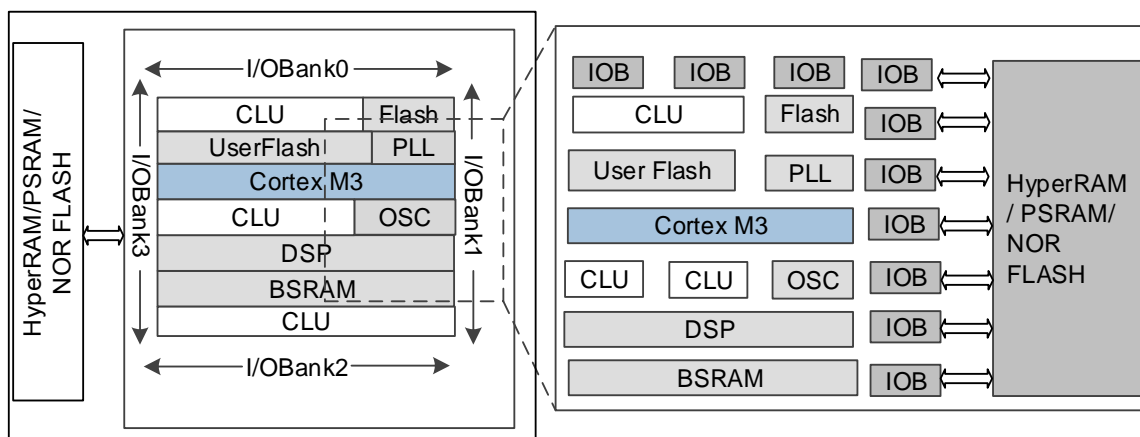 HyperRAM/PSRAM/
NOR FLASH
I/OBank0
I/OBank3
CLU
Flash
UserFlash
PLL
Cortex M3
CLU
OSC
DSP
BSRAM
CLU
I/OBank1
I/OBank2
IOB
IOB
IOB
IOB
CLU
Flash
IOB
User Flash
PLL
IOB
Cortex M3
IOB
CLU
CLU
OSC
IOB
DSP
IOB
BSRAM
IOB
HyperRAM
/ PSRAM/
NOR
FLASH